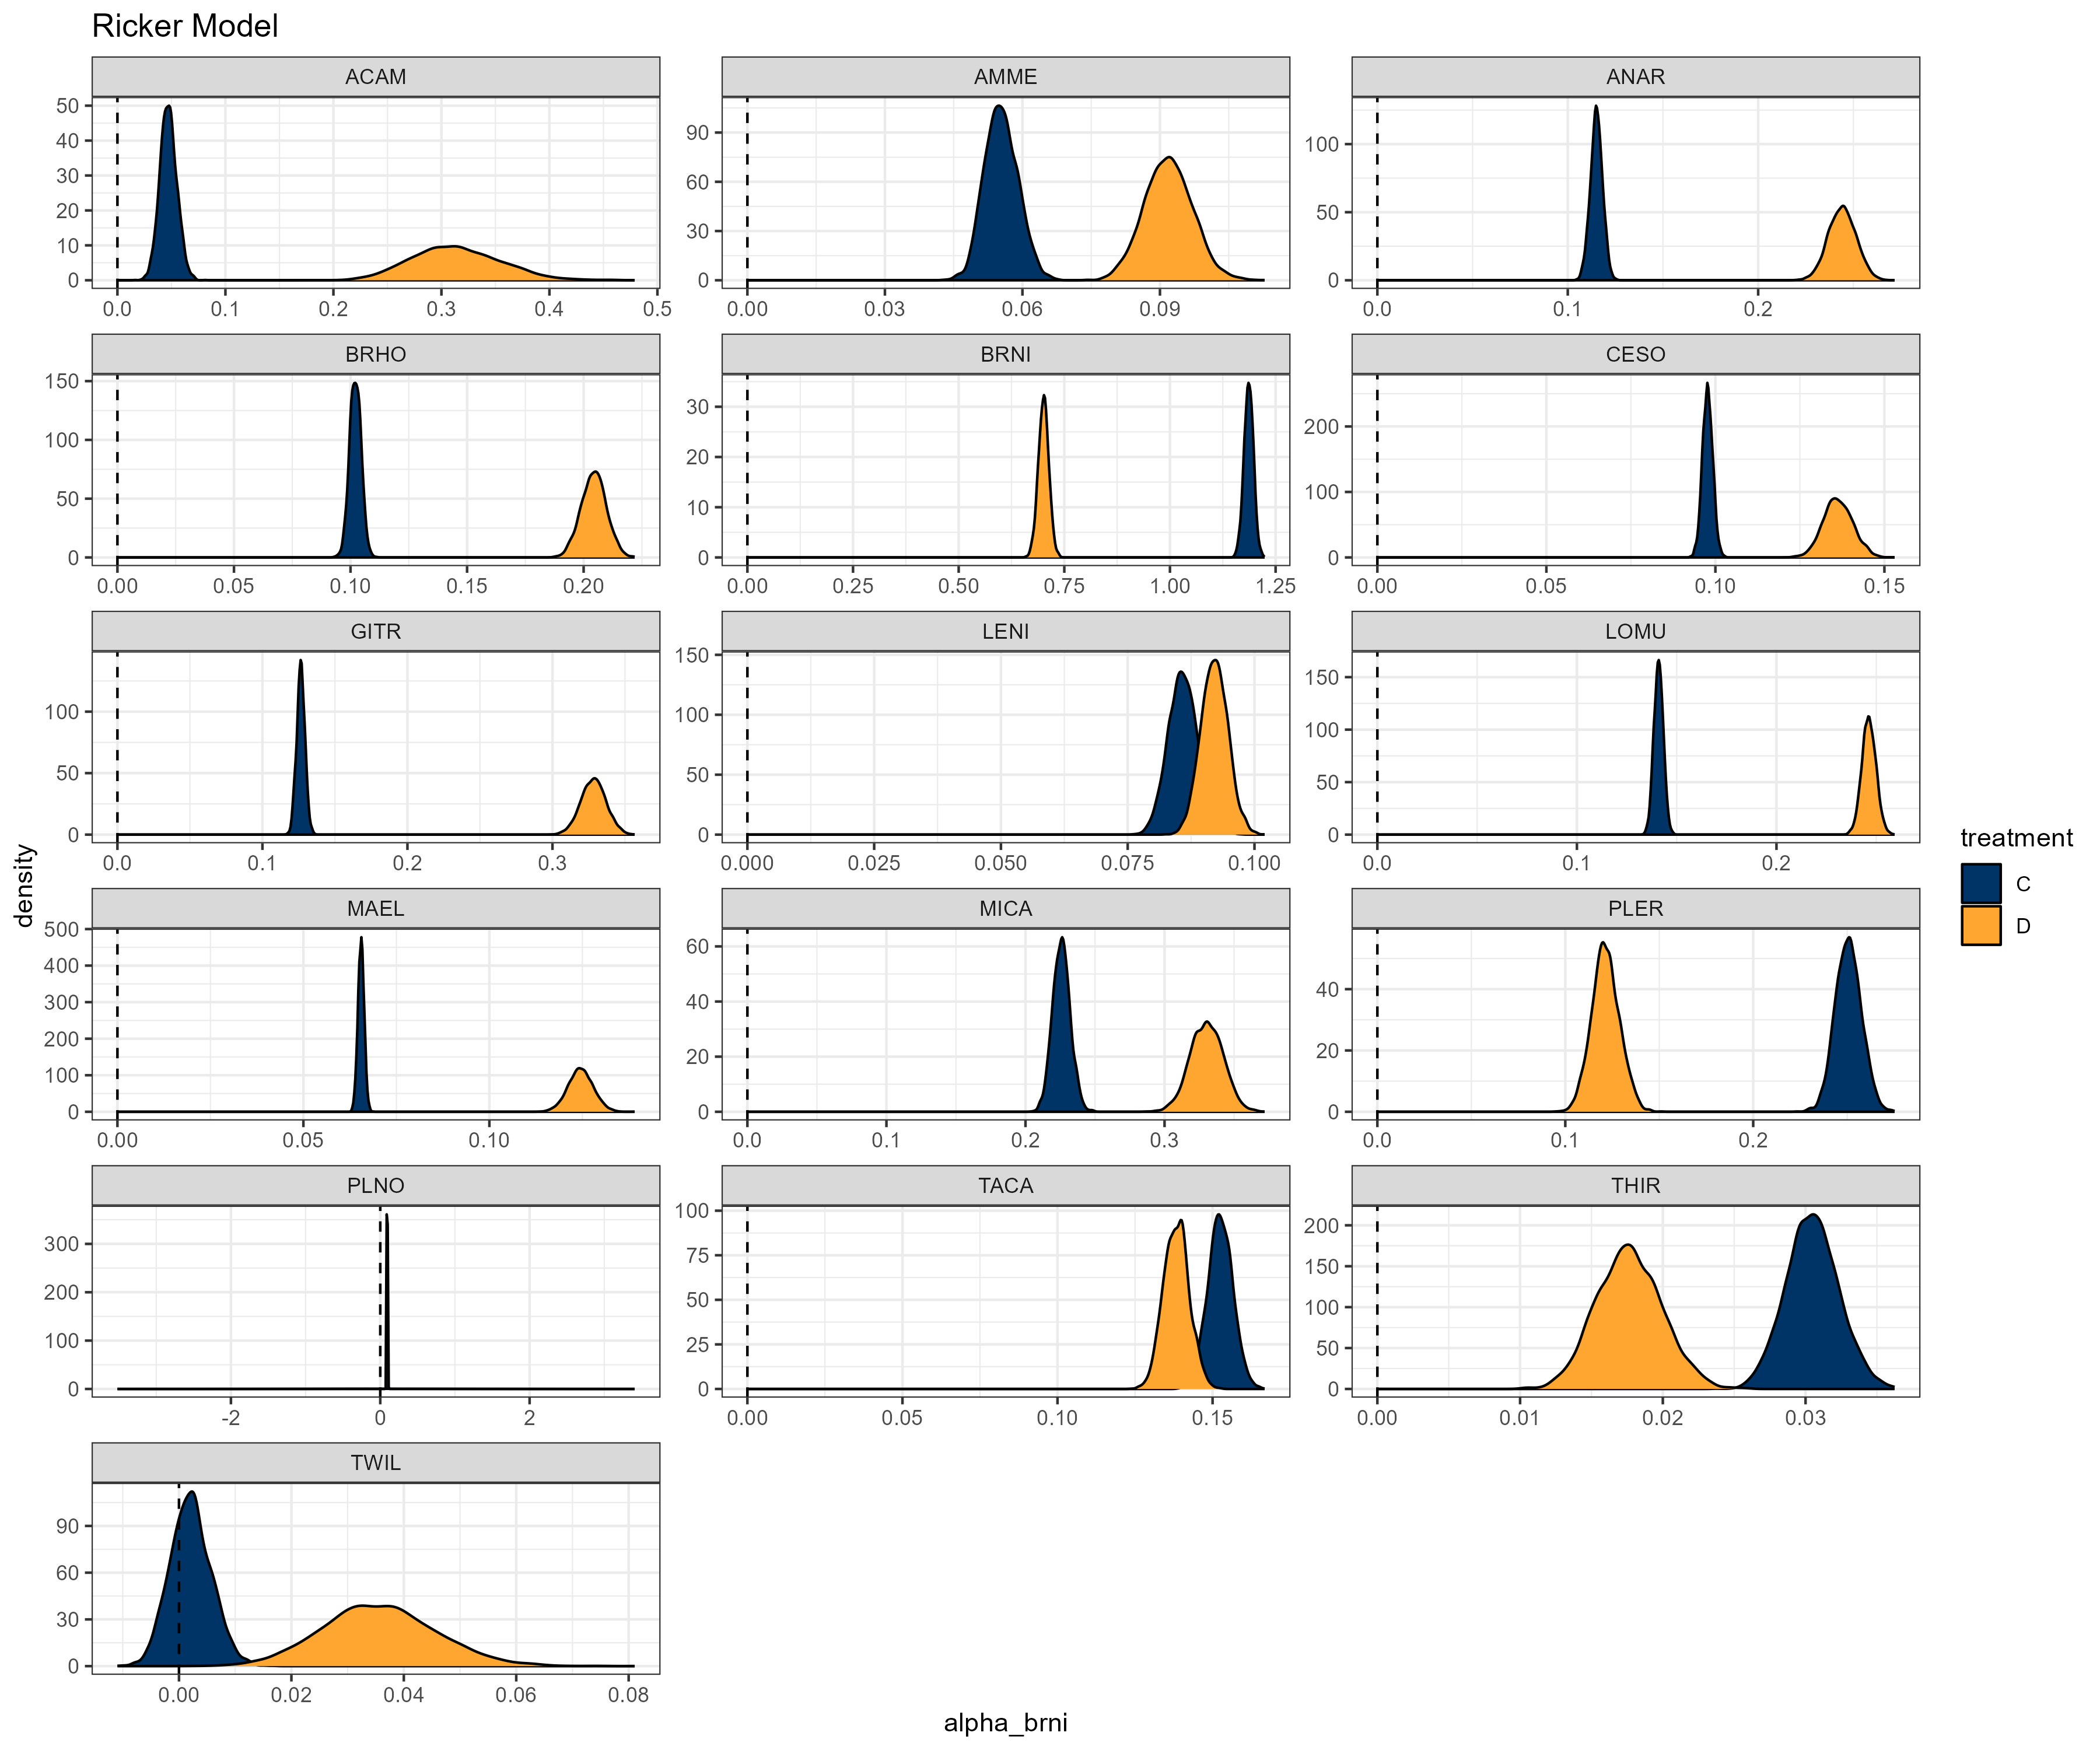 Ricker Model
ACAM AMME ANAR
50 40 30 20 10 0
90 60 30 0
100 50 0
0.0 0.1 0.2 0.3 0.4 0.5
0.00 0.03 0.06 0.09
0.0 0.1 0.2
BRHO BRNI CESO
150 100 50 0
30 20 10 0
200 100 0
0.00 0.05 0.10 0.15 0.20
0.00 0.25 0.50 0.75 1.00 1.25
0.00 0.05 0.10 0.15
GITR LENI LOMU
100 50 0
150 100 50 0
150 100 50 0
0.0 0.1 0.2 0.3
0.000 0.025 0.050 0.075 0.100
0.0 0.1 0.2
MAEL MICA PLER
500 400 300 200 100 0
60 40 20 0
40 20 0
0.00 0.05 0.10
0.0 0.1 0.2 0.3
0.0 0.1 0.2
PLNO TACA THIR
300 200 100 0
100 75 50 25 0
200 150 100 50 0
-2 0 2
0.00 0.05 0.10 0.15
0.00 0.01 0.02 0.03
TWIL
90 60 30 0
0.00 0.02 0.04 0.06 0.08
density
alpha_brni
treatment
C
D